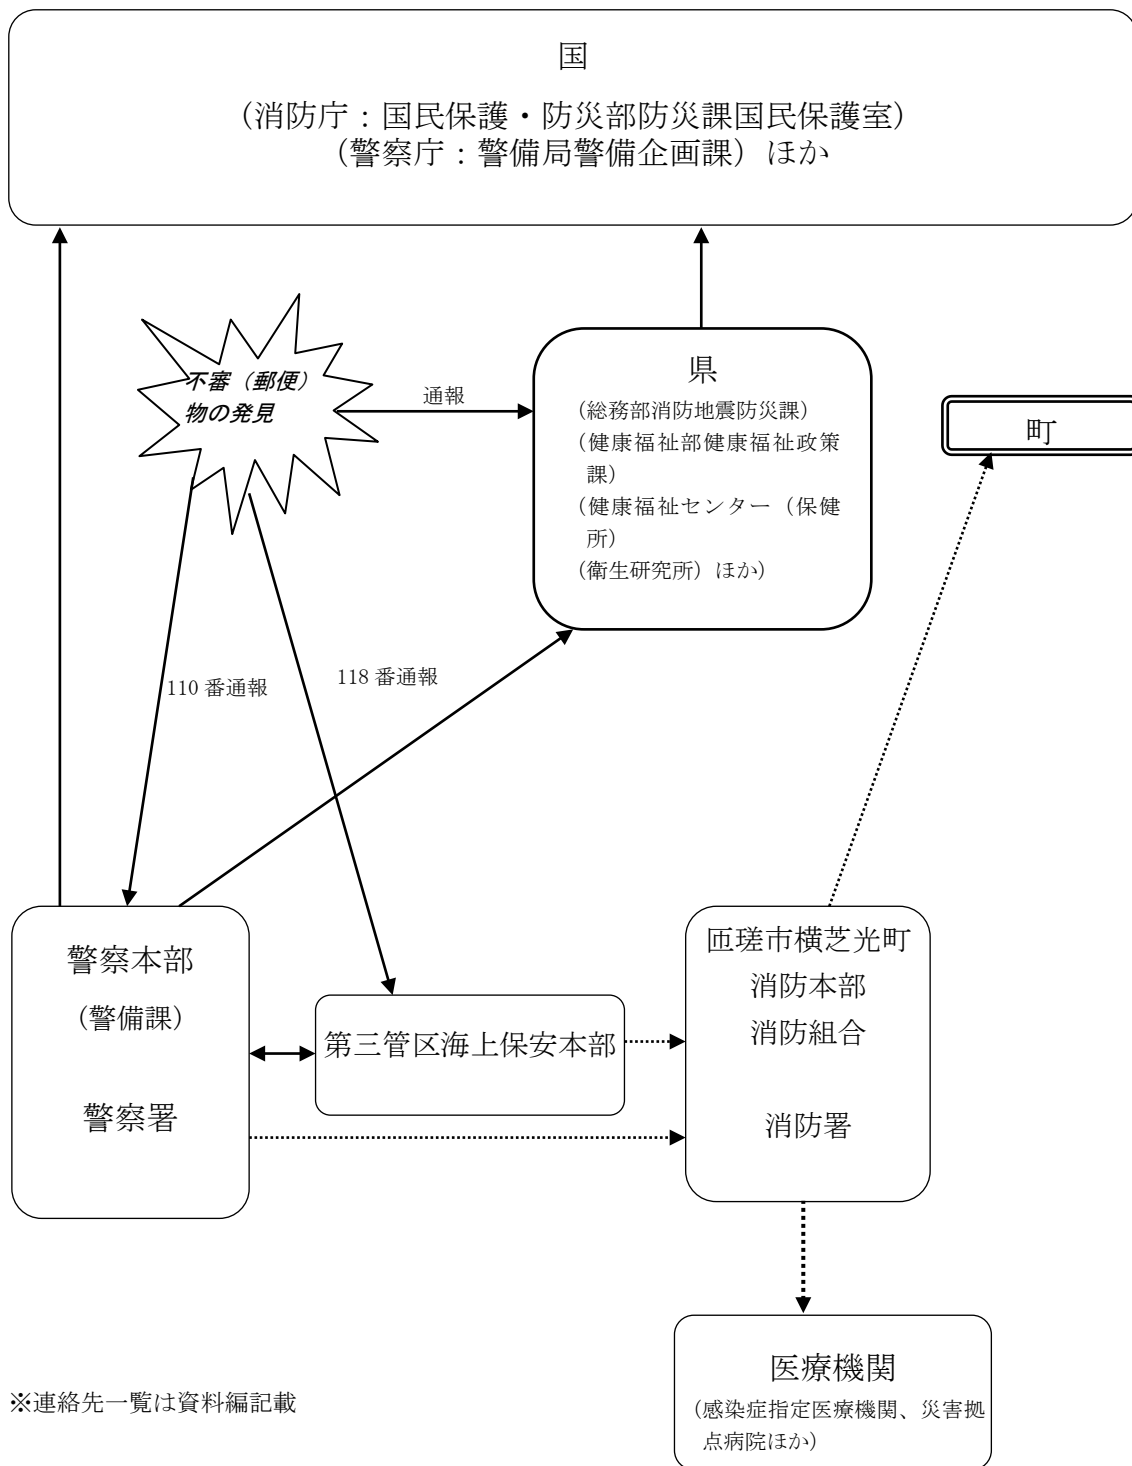 国
（消防庁：国民保護・防災部防災課国民保護室）
（警察庁：警備局警備企画課）ほか
不審（郵便）
物の発見
通報
県
（総務部消防地震防災課）
（健康福祉部健康福祉政策
課）
（健康福祉センター（保健
所）
（衛生研究所）ほか）
町
110 番通報
118 番通報
警察本部
（警備課）
警察署
第三管区海上保安本部
匝瑳市横芝光町
消防本部
消防組合
消防署
医療機関
（感染症指定医療機関、災害拠
点病院ほか）
※連絡先一覧は資料編記載